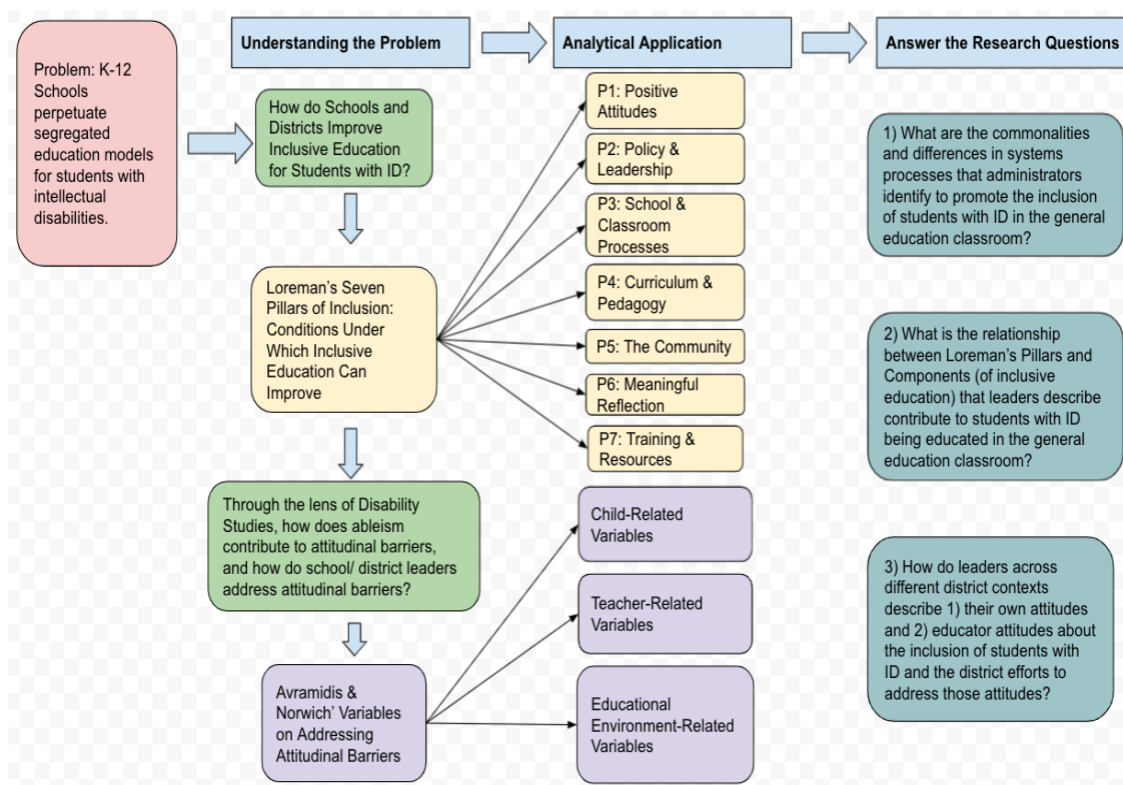 Problem: K-12
Schools
perpetuate
segregated
education models
for students with
intellectual
disabilities.
Understanding the Problem
How do Schools and
Districts Improve
Inclusive Education
for Students with ID?
Loreman's Seven
Pillars of Inclusion:
Conditions Under
Which Inclusive
Education Can
Improve
Through the lens of Disability
Studies, how does ableism
contribute to attitudinal barriers,
and how do school/ district leaders
address attitudinal barriers?
Avramidis &
Norwich' Variables
on Addressing
Attitudinal Barriers
Analytical Application
P1: Positive
Attitudes
P2: Policy &
Leadership
P3: School &
Classroom
Processes
P4: Curriculum &
Pedagogy
P5: The Community
P6: Meaningful
Reflection
P7: Training &
Resources
Child-Related
Variables
Teacher-Related
Variables
Educational
Environment-Related
Variables
Answer the Research Questions
1) What are the commonalities
and differences in systems
processes that administrators
identify to promote the inclusion
of students with ID in the general
education classroom?
2) What is the relationship
between Loreman's Pillars and
Components (of inclusive
education) that leaders describe
contribute to students with ID
being educated in the general
education classroom?
3) How do leaders across
different district contexts
describe 1) their own attitudes
and 2) educator attitudes about
the inclusion of students with
ID and the district efforts to
address those attitudes?